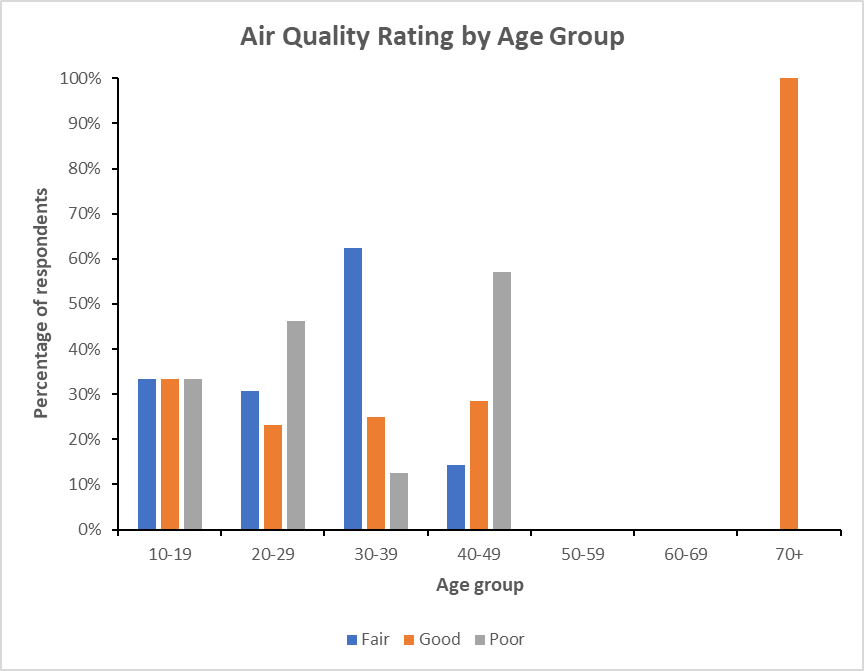 Air Quality Rating by Age Group
Percentage of respondents
100%
90%
80%
70%
60%
50%
40%
30%
20%
10%
0%
10-19 20-29 30-39 40-49 50-59 60-69 70+
Age group
Fair Good Poor